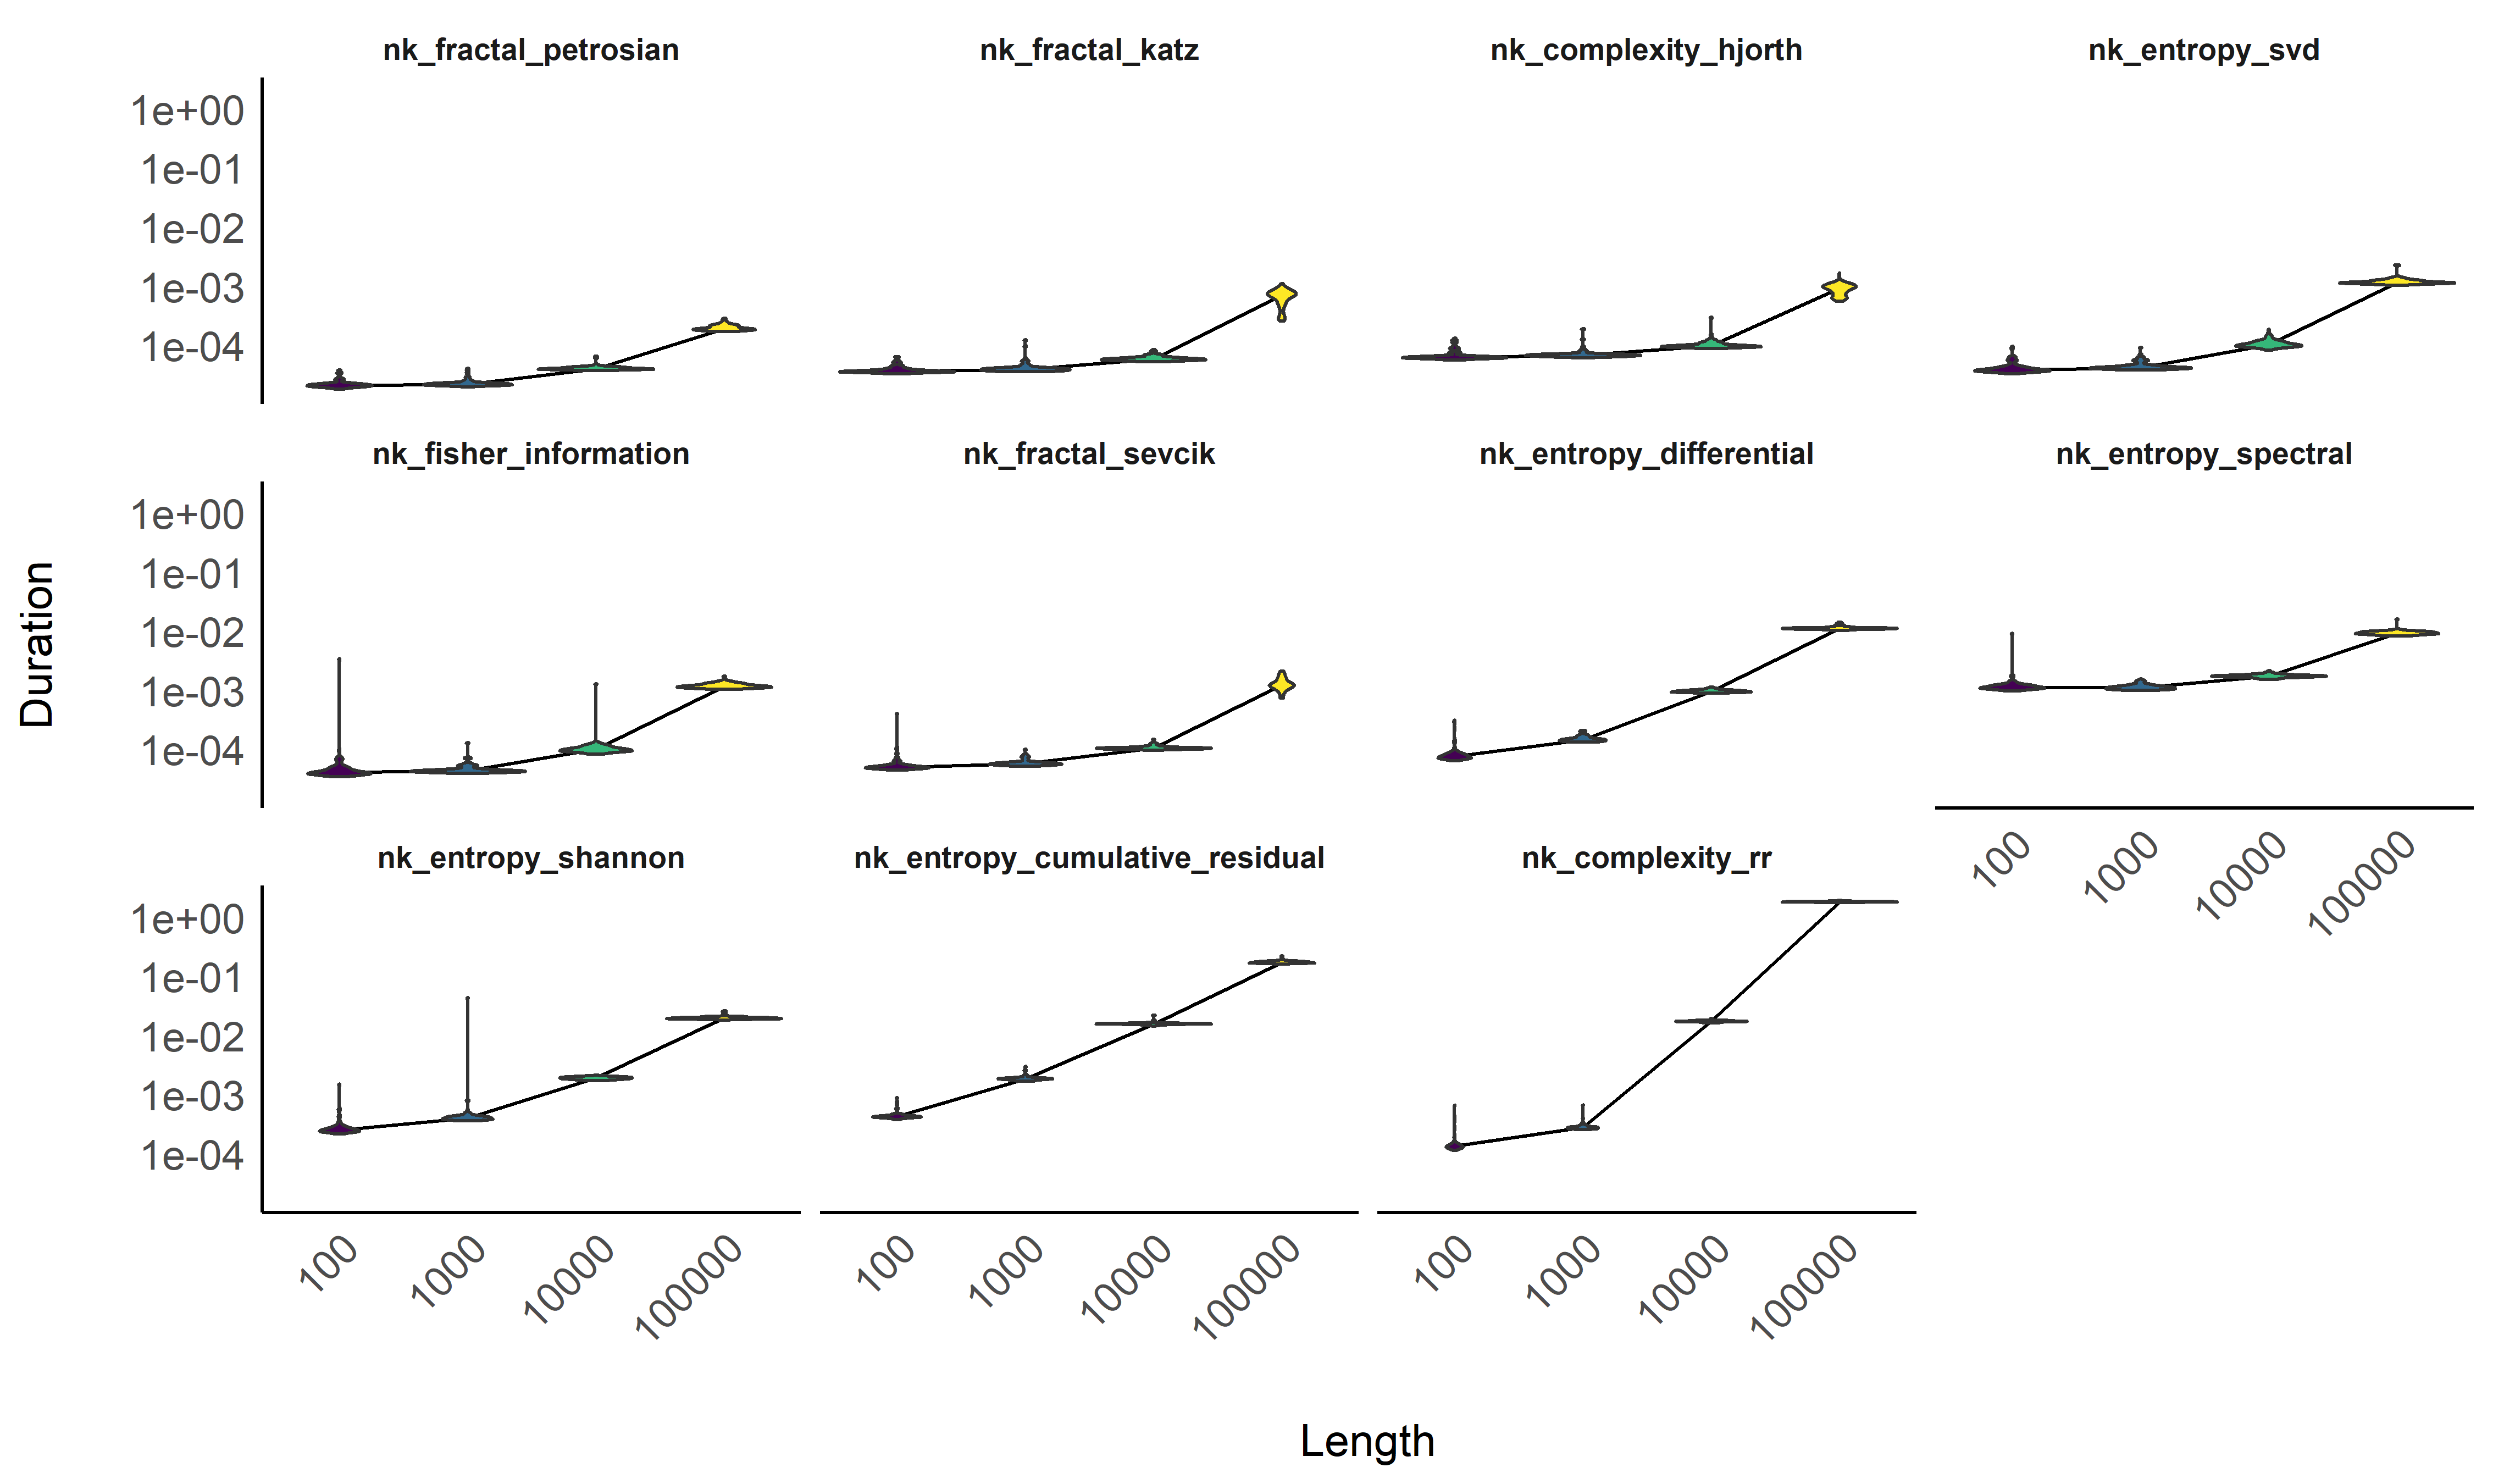 nk_fractal_petrosian
nk_fractal_katz
nk_complexity_hjorth
nk_entropy_svd
1e+00
1e-01
1e-02
1e-03
1e-04
nk_fisher_information
nk_fractal_sevcik
nk_entropy_differential
nk_entropy_spectral
1e+00
1e-01
1e-02
1e-03
1e-04
Duration
100
1000
10000
100000
nk_entropy_shannon
nk_entropy_cumulative_residual
nk_complexity_rr
1e+00
1e-01
1e-02
1e-03
1e-04
100
1000
10000
100000
100
1000
10000
100000
100
1000
10000
100000
Length